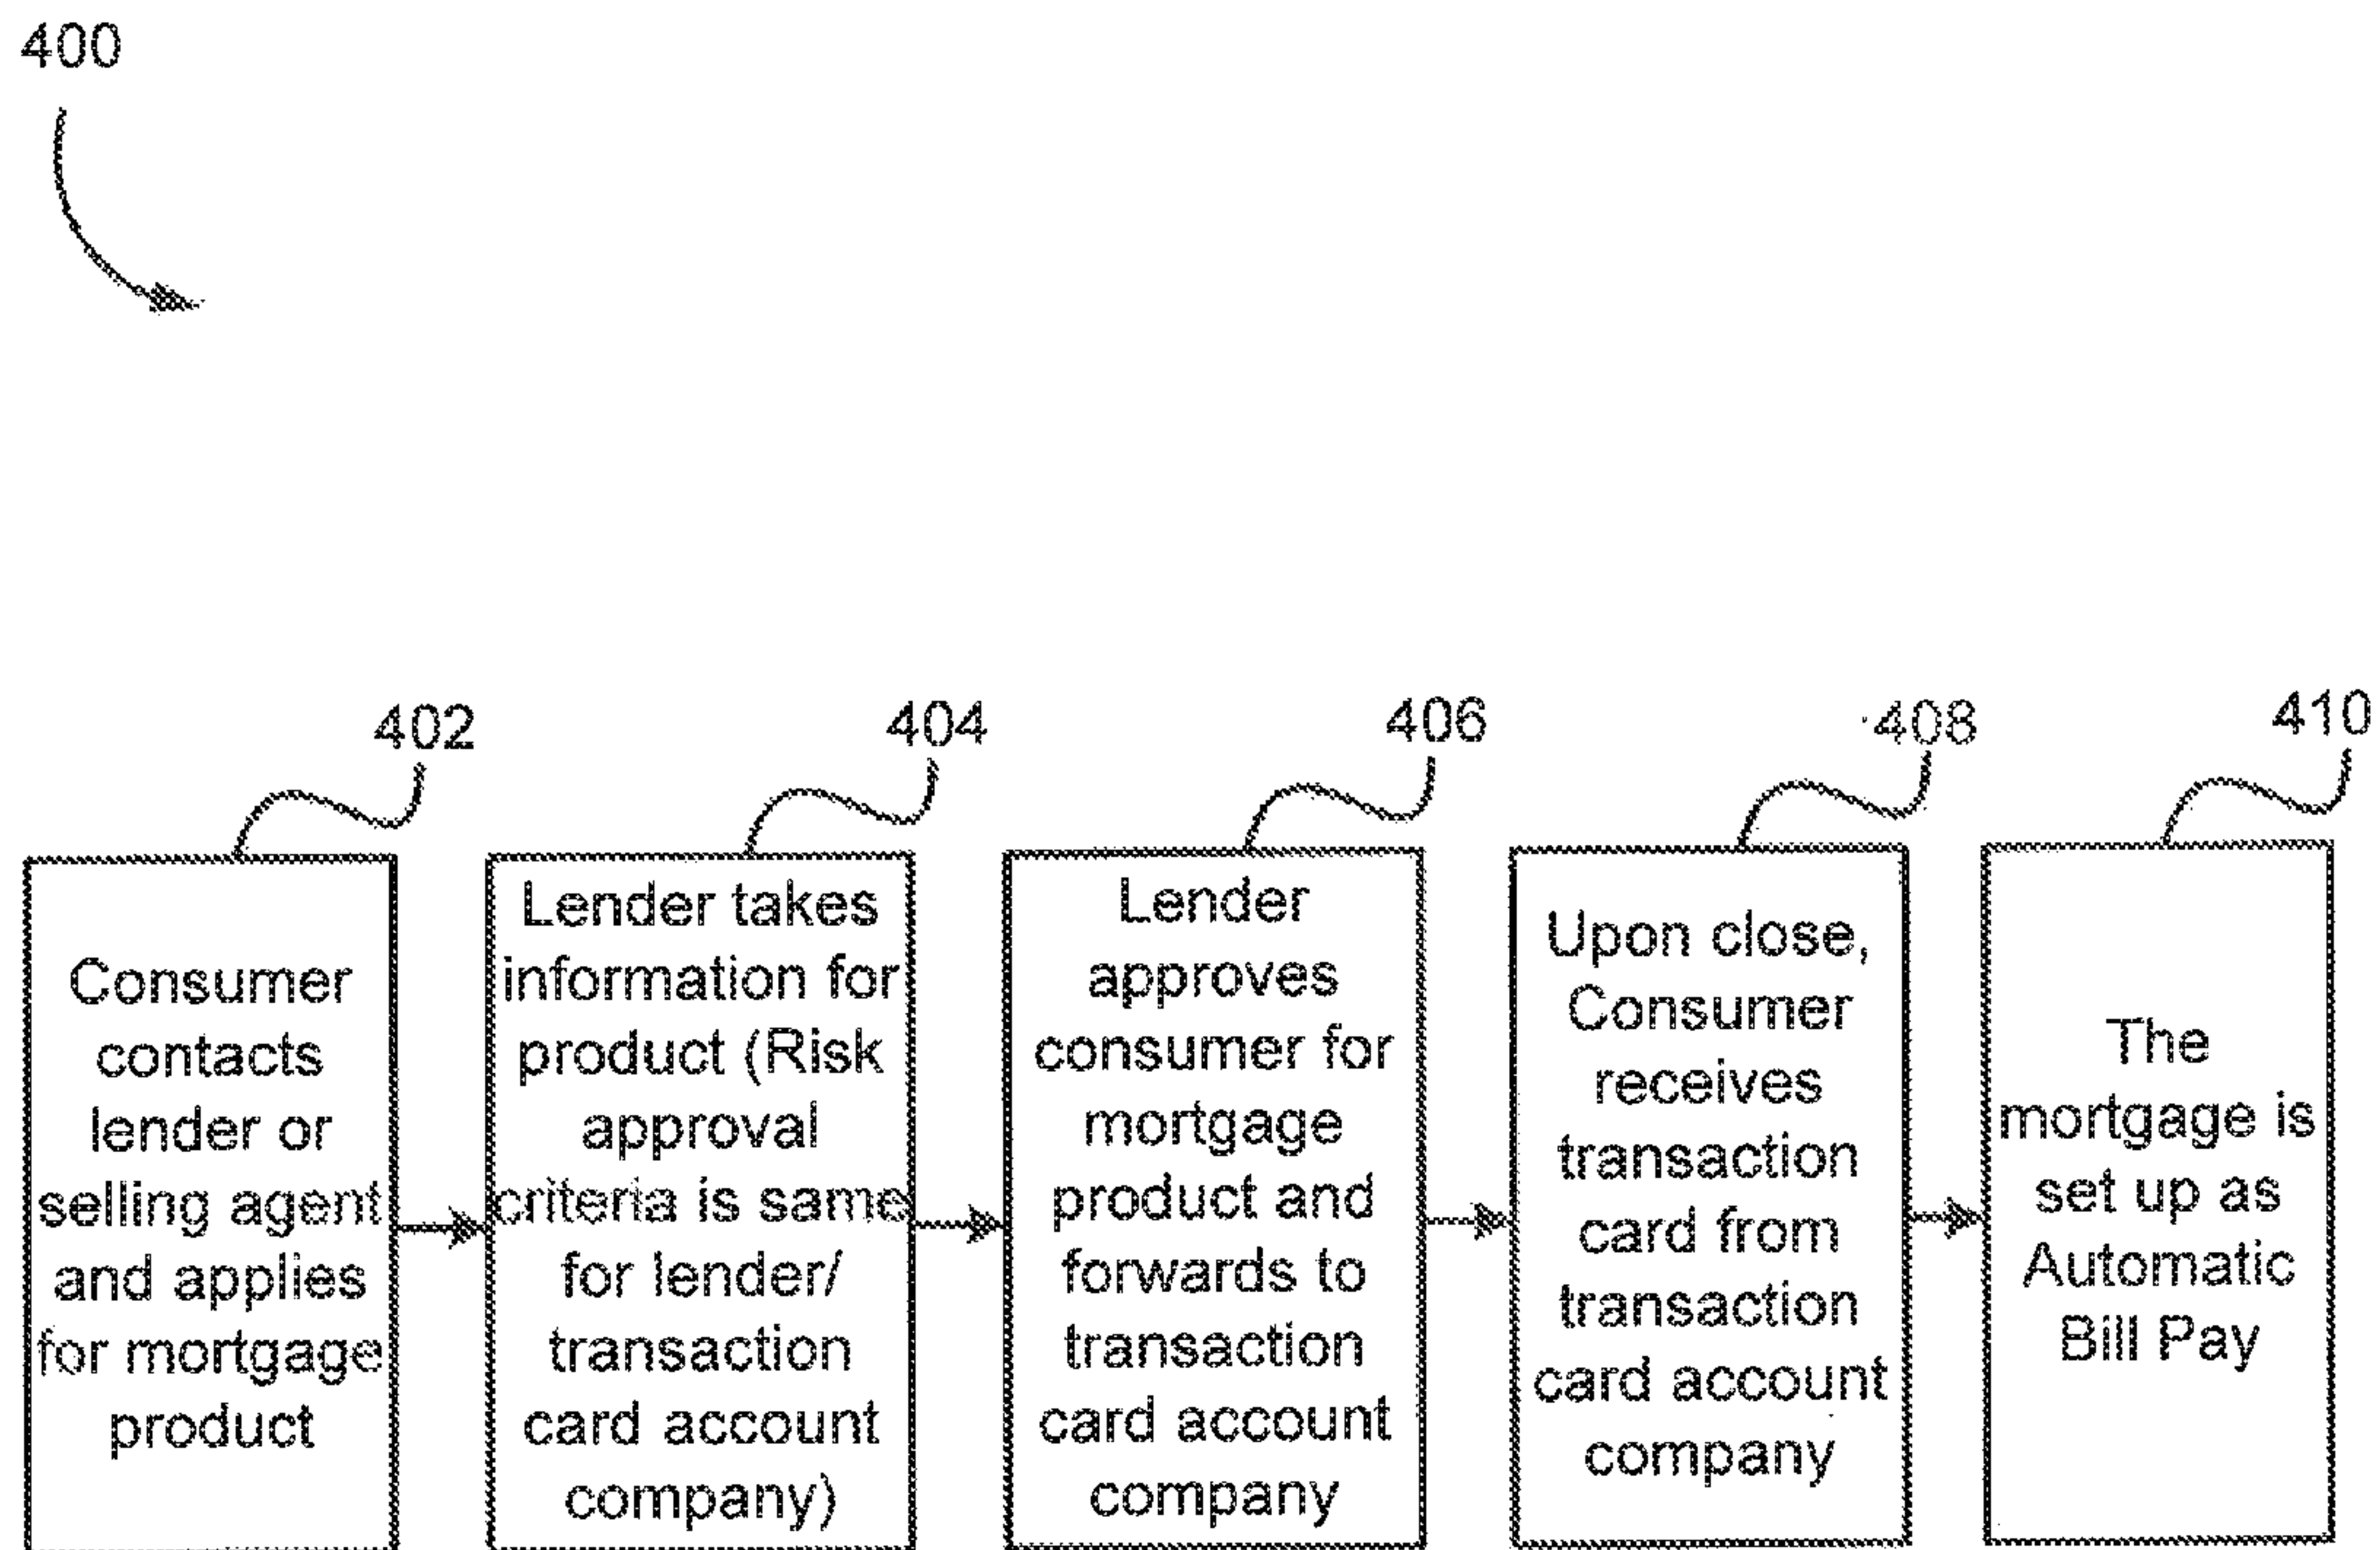 400
402
Consumer
contacts
lender or
selling agent
and applies
for mortgage
product
404
Lender takes
information for
product (Risk
approval
criteria is same
for lender/
transaction
card account
company)
406
Lender
approves
consumer for
mortgage
product and
forwards to
transaction
card account
company
408
Upon close,
Consumer
receives
transaction
card from
transaction
card account
company
410
The
mortgage is
set up as
Automatic
Bill Pay